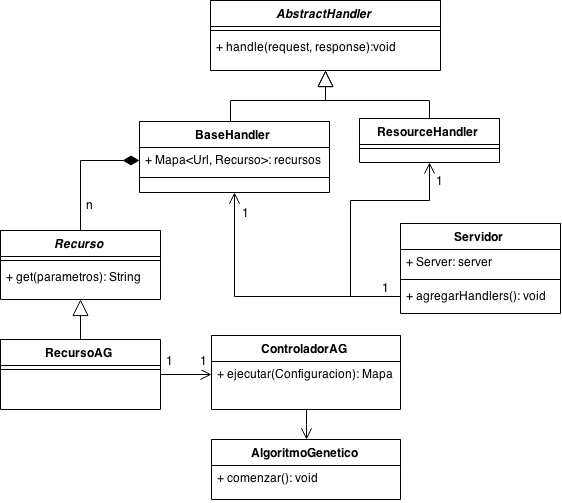 AbstractHandler
+ handle(request, response):void
BaseHandler
+ Mapa<Url, Recurso>: recursos
ResourceHandler
n
1
1
Recurso
+ get(parametros): String
Servidor
+ Server: server
+ agregarHandlers(): void
1
RecursoAG
1
1
ControladorAG
+ ejecutar(Configuracion): Mapa
AlgoritmoGenetico
+ comenzar(): void